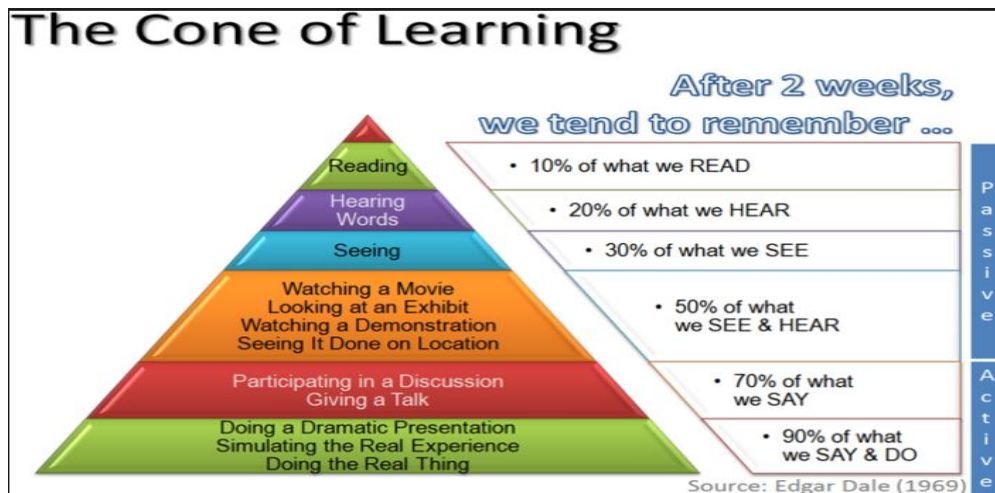 The Cone of Learning
After 2 weeks,
we tend to remember ...
Reading
• 10% of what we READ
Hearing
Words
• 20% of what we HEAR
Seeing
• 30% of what we SEE
Watching a Movie
Looking at an Exhibit
Watching a Demonstration
Seeing It Done on Location
• 50% of what
we SEE & HEAR
Passive
Participating in a Discussion
Giving a Talk
• 70% of what
we SAY
Doing a Dramatic Presentation
Simulating the Real Experience
Doing the Real Thing
• 90% of what
we SAY & DO
Active
Source: Edgar Dale (1969)